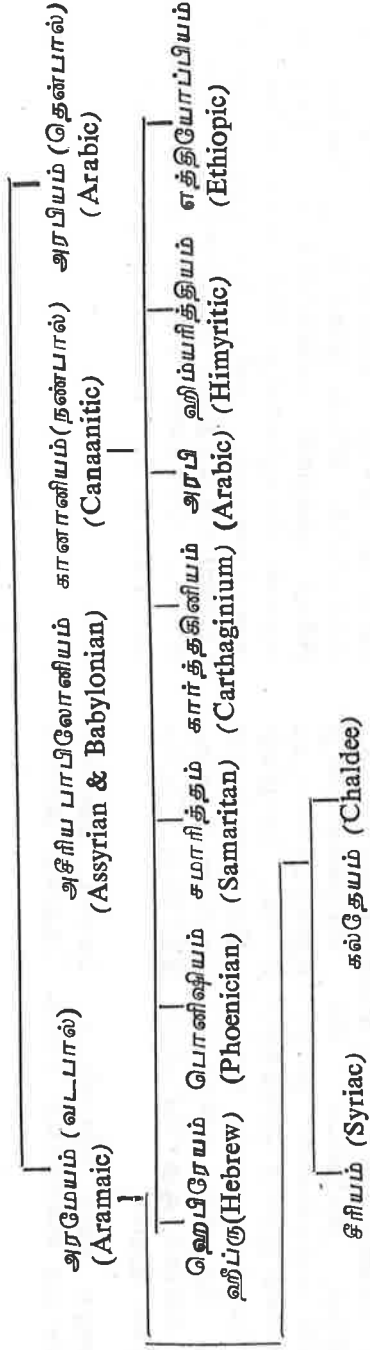 அரமேயம் (வடபால்) அசீரிய பாபிலோனியம் கானானியம்(நண்பால்) அரபியம் (தென்பால்)
(Aramaic) (Assyrian & Babylonian) (Canaanitic) (Arabic)
ஹெபிரேயம் பொனிஷியம் சமாரித்தம் கார்த்தகினியம் அரபி ஹிம்யரித்தியம் எத்தியோப்பியம்
ஹீப்ரு(Hebrew) (Phoenician) (Samaritan) (Carthaginium) (Arabic) (Himyritic) (Ethiopic)
சீரியம் (Syriac) கல்தேயம் (Chaldee)